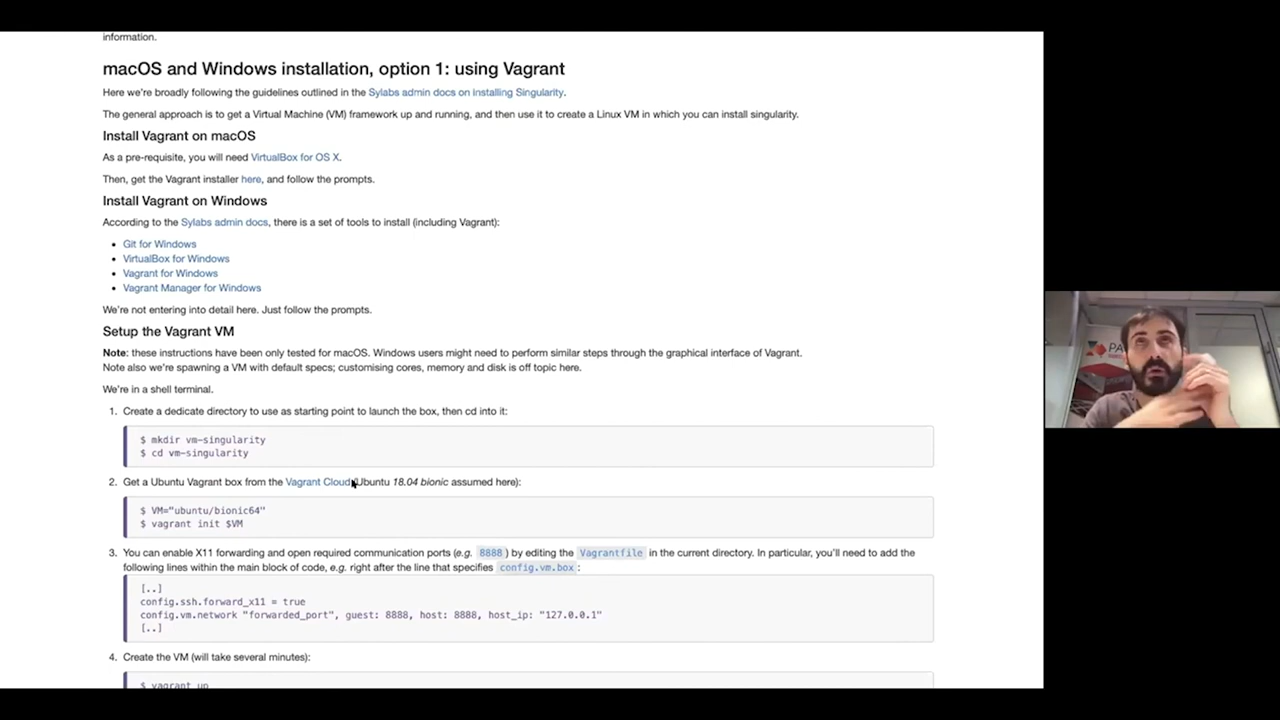 information.
macOS and Windows installation, option 1: using Vagrant
Here we're broadly following the guidelines outlined in the Sylabs admin docs on installing Singularity.
The general approach is to get a Virtual Machine (VM) framework up and running, and then use it to create a Linux VM in which you can install singularity.
Install Vagrant on macOS
As a pre-requisite, you will need VirtualBox for OS X.
Then, get the Vagrant installer here, and follow the prompts.
Install Vagrant on Windows
According to the Sylabs admin docs, there is a set of tools to install (including Vagrant):
• Git for Windows
• VirtualBox for Windows
• Vagrant for Windows
• Vagrant Manager for Windows
We're not entering into detail here. Just follow the prompts.
Setup the Vagrant VM
Note: these instructions have been only tested for macOS. Windows users might need to perform similar steps through the graphical interface of Vagrant.
Note also we're spawning a VM with default specs; customising cores, memory and disk is off topic here.
We're in a shell terminal.
1. Create a dedicate directory to use as starting point to launch the box, then cd into it:
$ mkdir vm-singularity
$ cd vm-singularity
2. Get a Ubuntu Vagrant box from the Vagrant Cloud (Ubuntu 18.04 bionic assumed here):
$ VM="ubuntu/bionic64"
$ vagrant init $VM
3. You can enable X11 forwarding and open required communication ports (e.g. 8888) by editing the Vagrantfile in the current directory. In particular, you'll need to add the
following lines within the main block of code, e.g. right after the line that specifies config.vm.box:
[..]
config.ssh.forward_x11 = true
config.vm.network "forwarded_port", guest: 8888, host: 8888, host_ip: "127.0.0.1"
[..]
4. Create the VM (will take several minutes):
$ vagrant up